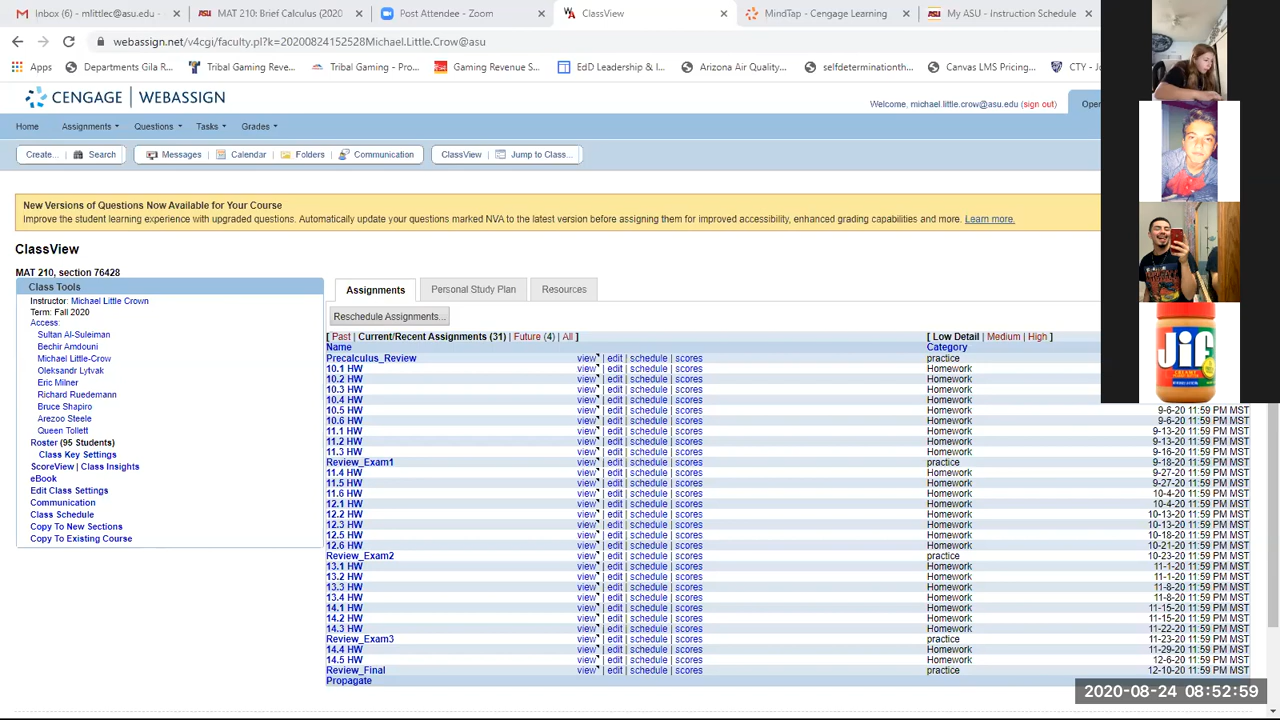 Inbox - mlittlec@asu.edu -
MAT 210: Brief Calculus (2020
Post Attendee - Zoom
ClassView
MindTap - Cengage Learning
My ASU - Instruction Schedule
webassign.net/v4cgi/faculty.pl?k=20200824152528Michael.Little.Crow@asu
Apps
Departments Gila R...
Tribal Gaming Reve...
Tribal Gaming - Pro...
Gaming Revenue S...
EdD Leadership & I...
Arizona Air Quality,...
selfdeterminationth...
Canvas LMS Pricing...
CTY - Jo
CENGAGE | WEBASSIGN
Welcome, michael.little.crow@asu.edu (sign out)
Open
Home Assignments Questions Tasks Grades
Create... | Search
Messages | Calendar | Folders | Communication
ClassView | Jump to Class...
New Versions of Questions Now Available for Your Course
Improve the student learning experience with upgraded questions. Automatically update your questions marked NVA to the latest version before assigning them for improved accessibility, enhanced grading capabilities and more. Learn more.
ClassView
MAT 210, section 76428
Class Tools
Instructor: Michael Little Crown
Term: Fall 2020
Access:
Sultan Al-Suleiman
Bechir Amdouni
Michael Little-Crow
Oleksandr Lytvak
Eric Milner
Richard Ruedemann
Bruce Shapiro
Arezoo Steele
Queen Tollett
Roster (95 Students)
Class Key Settings
ScoreView | Class Insights
eBook
Edit Class Settings
Communication
Class Schedule
Copy To New Sections
Copy To Existing Course
Assignments Personal Study Plan Resources
Reschedule Assignments...
[ Past | Current/Recent Assignments (31) | Future (4) | All ] [ Low Detail | Medium | High ]
Name Category
Precalculus_Review view | edit | schedule | scores practice
10.1 HW view | edit | schedule | scores Homework
10.2 HW view | edit | schedule | scores Homework
10.3 HW view | edit | schedule | scores Homework
10.4 HW view | edit | schedule | scores Homework
10.5 HW view | edit | schedule | scores Homework 9-6-20 11:59 PM MST
10.6 HW view | edit | schedule | scores Homework 9-6-20 11:59 PM MST
11.1 HW view | edit | schedule | scores Homework 9-13-20 11:59 PM MST
11.2 HW view | edit | schedule | scores Homework 9-13-20 11:59 PM MST
11.3 HW view | edit | schedule | scores Homework 9-16-20 11:59 PM MST
Review_Exam1 view | edit | schedule | scores practice 9-18-20 11:59 PM MST
11.4 HW view | edit | schedule | scores Homework 9-27-20 11:59 PM MST
11.5 HW view | edit | schedule | scores Homework 9-27-20 11:59 PM MST
11.6 HW view | edit | schedule | scores Homework 10-4-20 11:59 PM MST
12.1 HW view | edit | schedule | scores Homework 10-4-20 11:59 PM MST
12.2 HW view | edit | schedule | scores Homework 10-13-20 11:59 PM MST
12.3 HW view | edit | schedule | scores Homework 10-13-20 11:59 PM MST
12.5 HW view | edit | schedule | scores Homework 10-18-20 11:59 PM MST
12.6 HW view | edit | schedule | scores Homework 10-21-20 11:59 PM MST
Review_Exam2 view | edit | schedule | scores practice 10-23-20 11:59 PM MST
13.1 HW view | edit | schedule | scores Homework 11-1-20 11:59 PM MST
13.2 HW view | edit | schedule | scores Homework 11-1-20 11:59 PM MST
13.3 HW view | edit | schedule | scores Homework 11-8-20 11:59 PM MST
13.4 HW view | edit | schedule | scores Homework 11-8-20 11:59 PM MST
14.1 HW view | edit | schedule | scores Homework 11-15-20 11:59 PM MST
14.2 HW view | edit | schedule | scores Homework 11-15-20 11:59 PM MST
14.3 HW view | edit | schedule | scores Homework 11-22-20 11:59 PM MST
Review_Exam3 view | edit | schedule | scores practice 11-23-20 11:59 PM MST
14.4 HW view | edit | schedule | scores Homework 11-29-20 11:59 PM MST
14.5 HW view | edit | schedule | scores Homework 12-6-20 11:59 PM MST
Review_Final view | edit | schedule | scores practice 12-10-20 11:59 PM MST
Propagate
JIF
CREAMY
2020-08-24 08:52:59